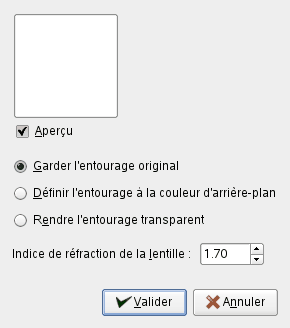 Aperçu
Garder l'entourage original
Définir l'entourage à la couleur d'arrière-plan
Rendre l'entourage transparent
Indice de réfraction de la lentille : 1.70
Valider Annuler